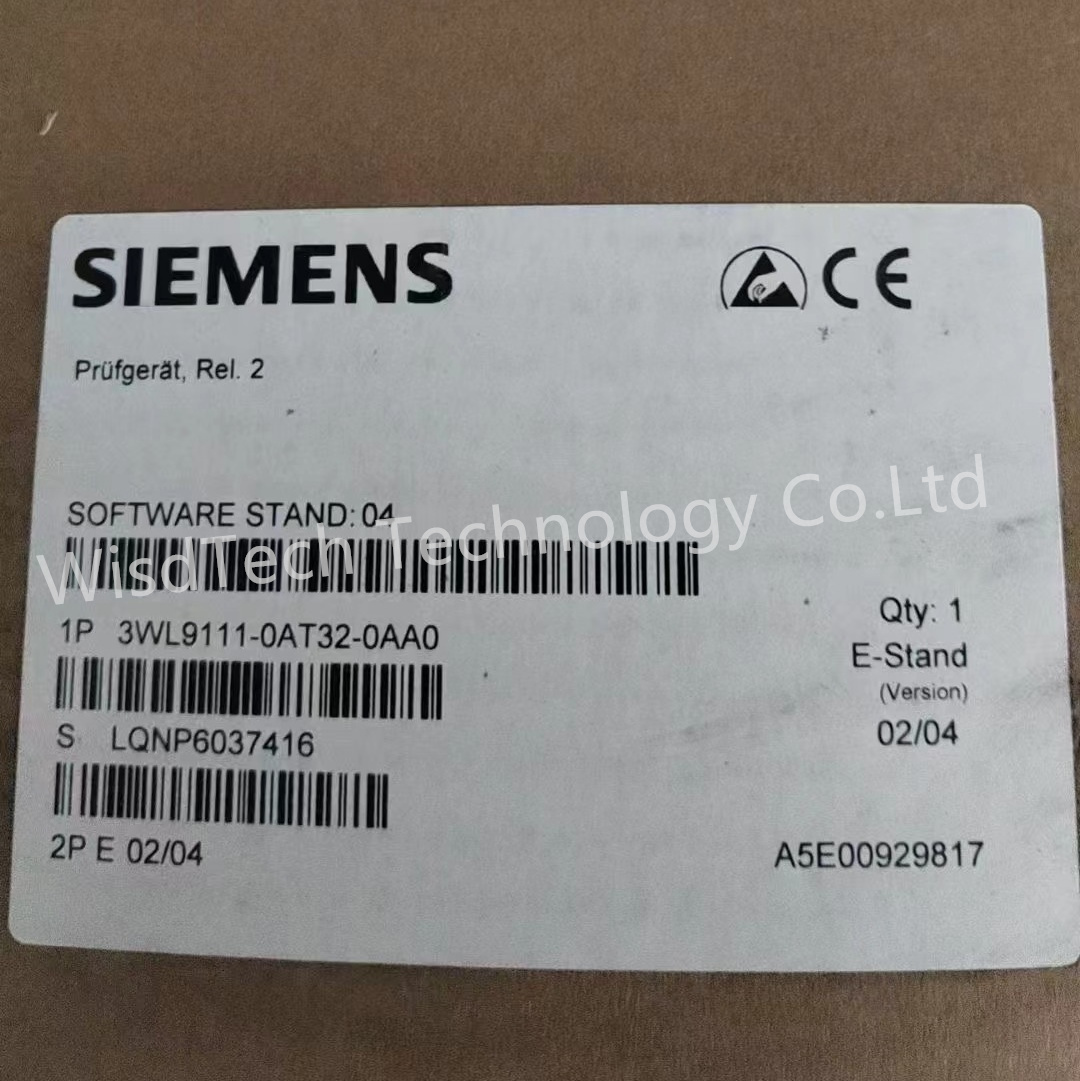 SIEMENS
CE
Prüfgerät, Rel. 2
SOFTWARE STAND: 04
WisdTech Technology Co.Ltd
1P 3WL9111-0AT32-0AA0
Qty: 1
E-Stand
(Version)
02/04
S LQNP6037416
2P E 02/04
A5E00929817